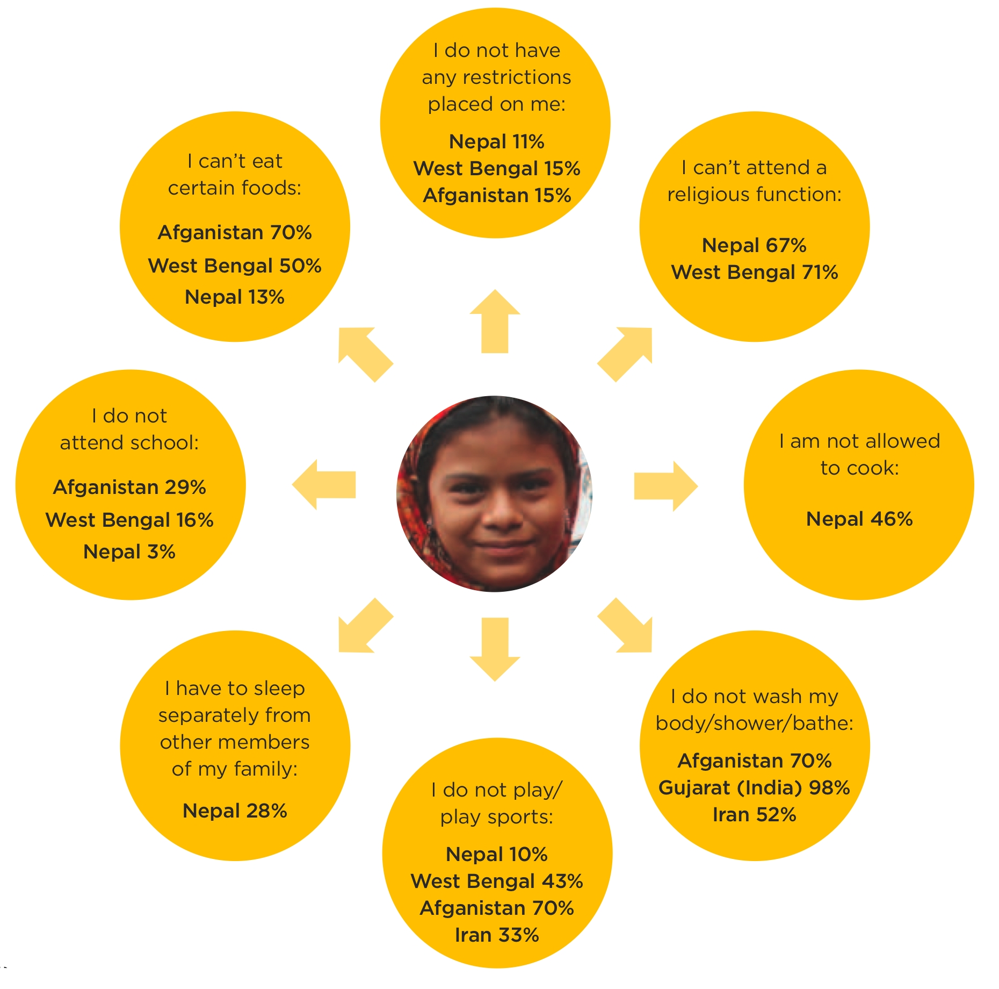 I do not have
any restrictions
placed on me:
Nepal 11%
West Bengal 15%
Afganistan 15%
I can’t attend a
religious function:
Nepal 67%
West Bengal 71%
I am not allowed
to cook:
Nepal 46%
I do not wash my
body/shower/bathe:
Afganistan 70%
Gujarat (India) 98%
Iran 52%
I do not play/
play sports:
Nepal 10%
West Bengal 43%
Afganistan 70%
Iran 33%
I have to sleep
separately from
other members
of my family:
Nepal 28%
I do not
attend school:
Afganistan 29%
West Bengal 16%
Nepal 3%
I can’t eat
certain foods:
Afganistan 70%
West Bengal 50%
Nepal 13%